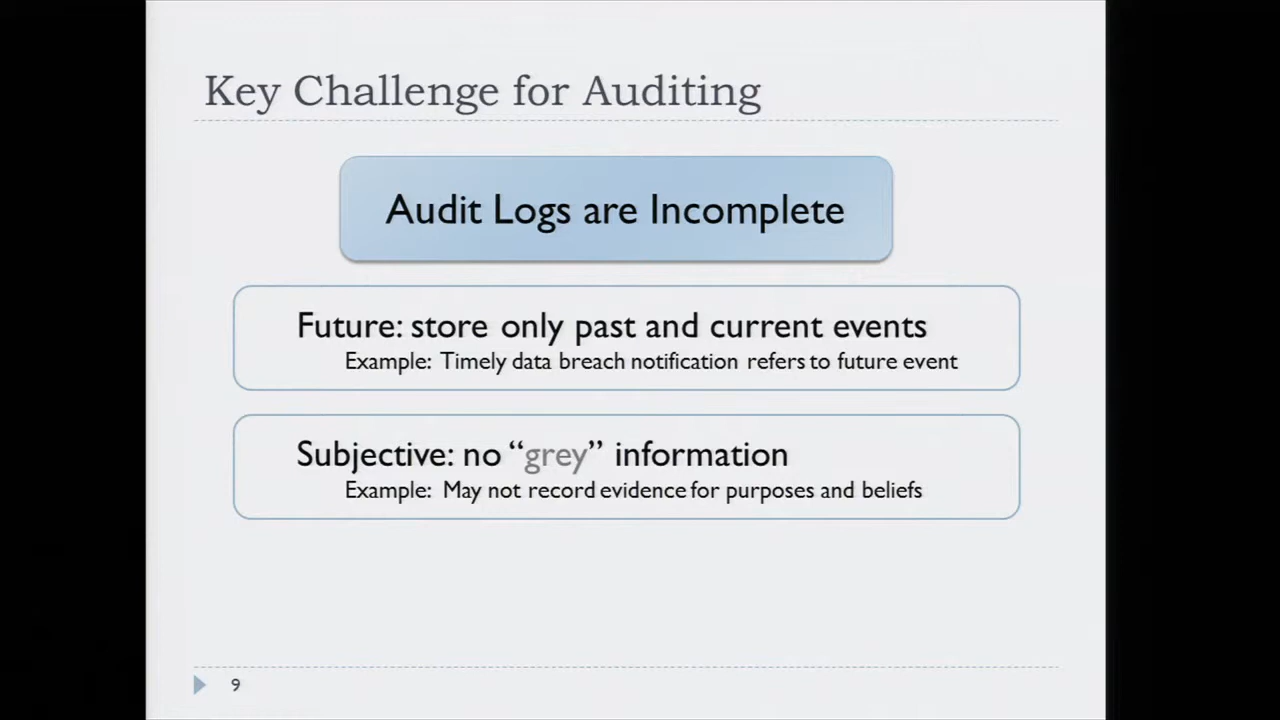 Key Challenge for Auditing
Audit Logs are Incomplete
Future: store only past and current events
Example: Timely data breach notification refers to future event
Subjective: no “grey” information
Example: May not record evidence for purposes and beliefs
9